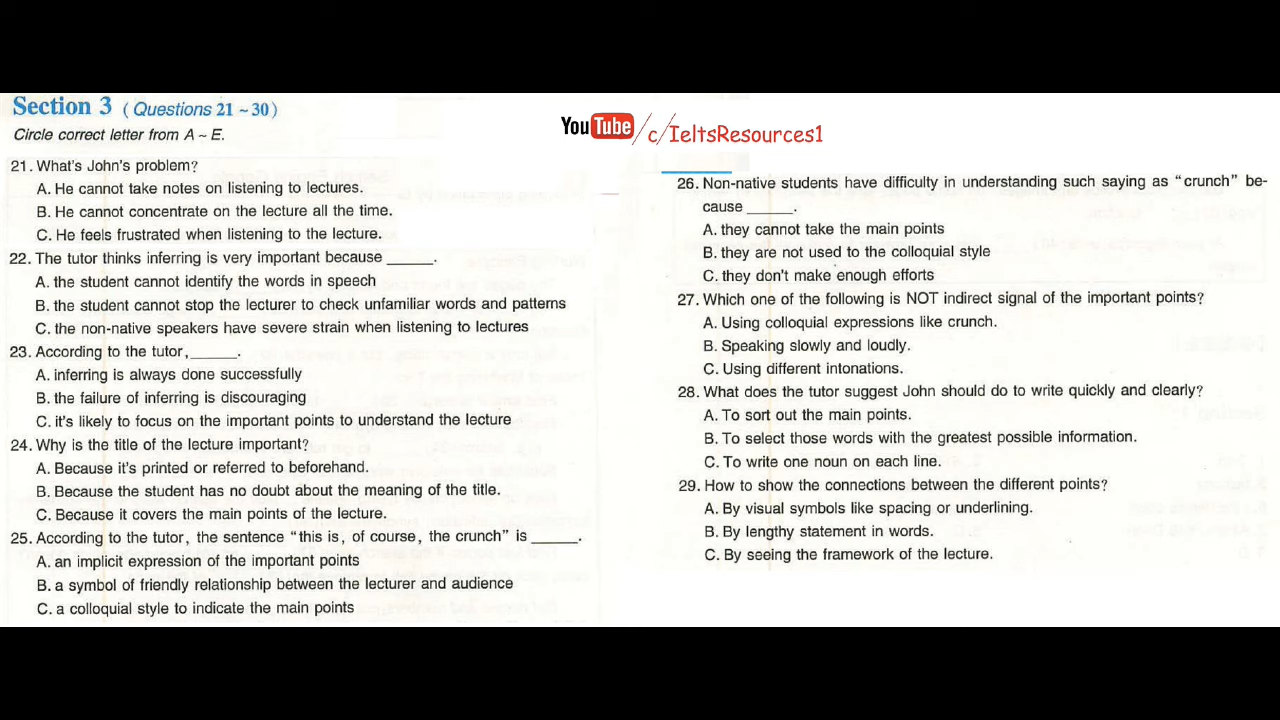 Section 3 ( Questions 21 ~ 30 )
Circle correct letter from A ~ E.
21. What's John's problem?
A. He cannot take notes on listening to lectures.
B. He cannot concentrate on the lecture all the time.
C. He feels frustrated when listening to the lecture.
22. The tutor thinks inferring is very important because ______.
A. the student cannot identify the words in speech
B. the student cannot stop the lecturer to check unfamiliar words and patterns
C. the non-native speakers have severe strain when listening to lectures
23. According to the tutor, ______.
A. inferring is always done successfully
B. the failure of inferring is discouraging
C. it's likely to focus on the important points to understand the lecture
24. Why is the title of the lecture important?
A. Because it's printed or referred to beforehand.
B. Because the student has no doubt about the meaning of the title.
C. Because it covers the main points of the lecture.
25. According to the tutor, the sentence "this is, of course, the crunch" is ______.
A. an implicit expression of the important points
B. a symbol of friendly relationship between the lecturer and audience
C. a colloquial style to indicate the main points
YouTube/c/IeltsResources1
26. Non-native students have difficulty in understanding such saying as "crunch" be-
cause ______.
A. they cannot take the main points
B. they are not used to the colloquial style
C. they don't make enough efforts
27. Which one of the following is NOT indirect signal of the important points?
A. Using colloquial expressions like crunch.
B. Speaking slowly and loudly.
C. Using different intonations.
28. What does the tutor suggest John should do to write quickly and clearly?
A. To sort out the main points.
B. To select those words with the greatest possible information.
C. To write one noun on each line.
29. How to show the connections between the different points?
A. By visual symbols like spacing or underlining.
B. By lengthy statement in words.
C. By seeing the framework of the lecture.